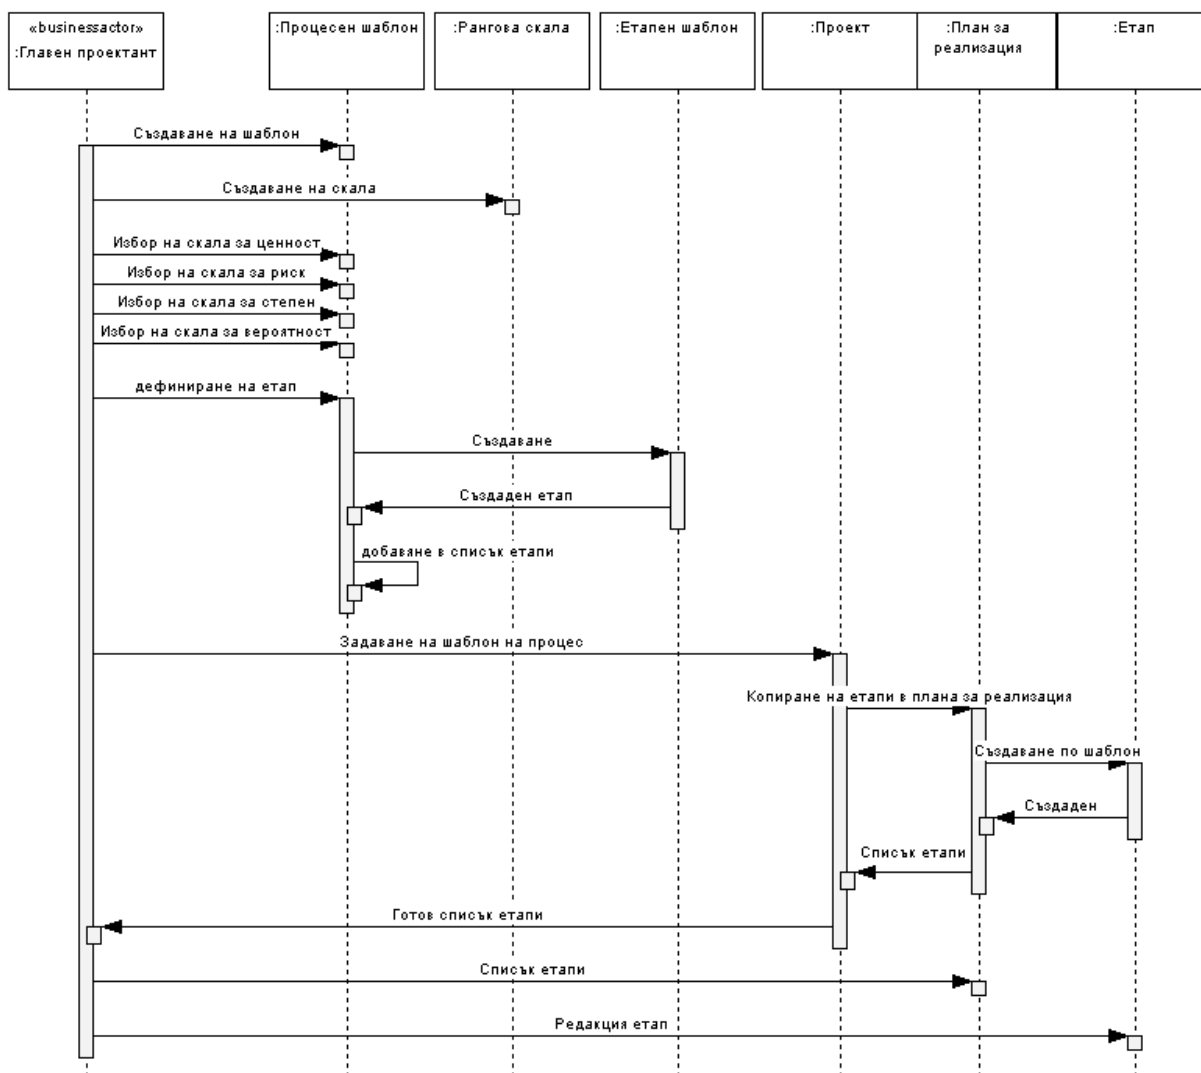 «businessactor»
:Главен проектант
:Процесен шаблон
:Рангова скала
:Етапен шаблон
:Проект
:План за
реализация
:Етап
Създаване на шаблон
Създаване на скала
Избор на скала за ценност
Избор на скала за риск
Избор на скала за степен
Избор на скала за вероятност
дефиниране на етап
Създаване
Създаден етап
добавяне в списък етапи
Задаване на шаблон на процес
Копиране на етапи в плана за реализация
Създаване по шаблон
Създаден
Списък етапи
Готов списък етапи
Списък етапи
Редакция етап